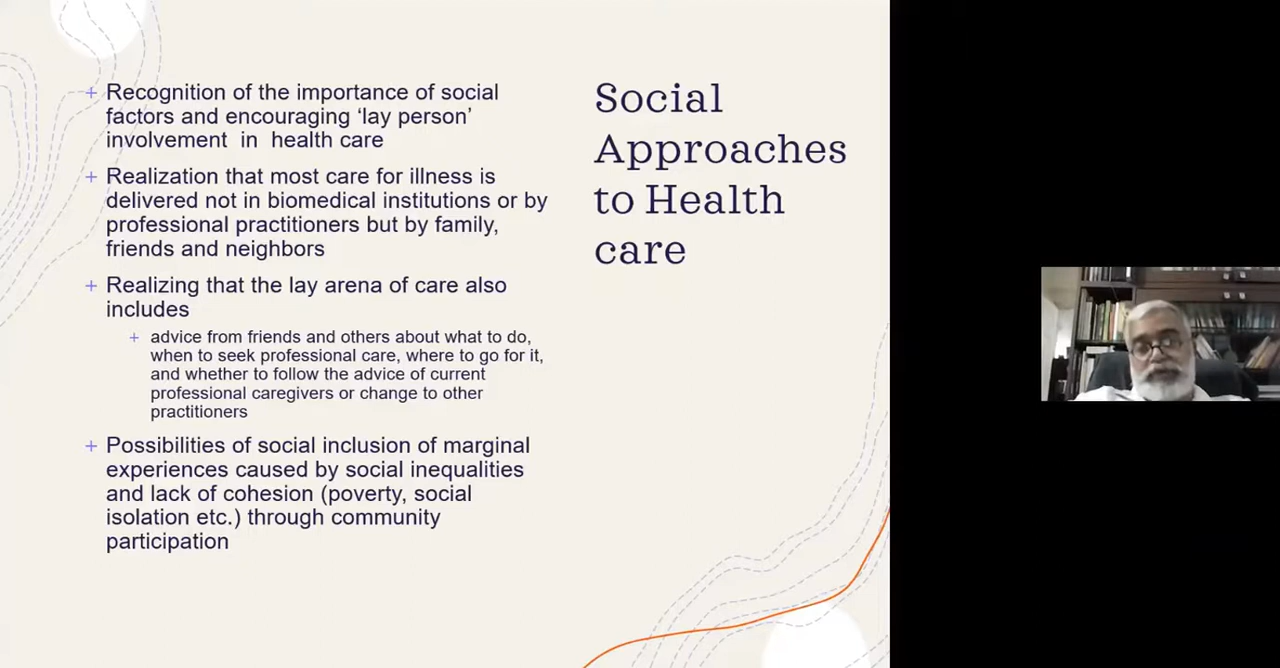 Social
Approaches
to Health
care
+ Recognition of the importance of social
factors and encouraging ‘lay person’
involvement in health care
+ Realization that most care for illness is
delivered not in biomedical institutions or by
professional practitioners but by family,
friends and neighbors
+ Realizing that the lay arena of care also
includes
+ advice from friends and others about what to do,
when to seek professional care, where to go for it,
and whether to follow the advice of current
professional caregivers or change to other
practitioners
+ Possibilities of social inclusion of marginal
experiences caused by social inequalities
and lack of cohesion (poverty, social
isolation etc.) through community
participation